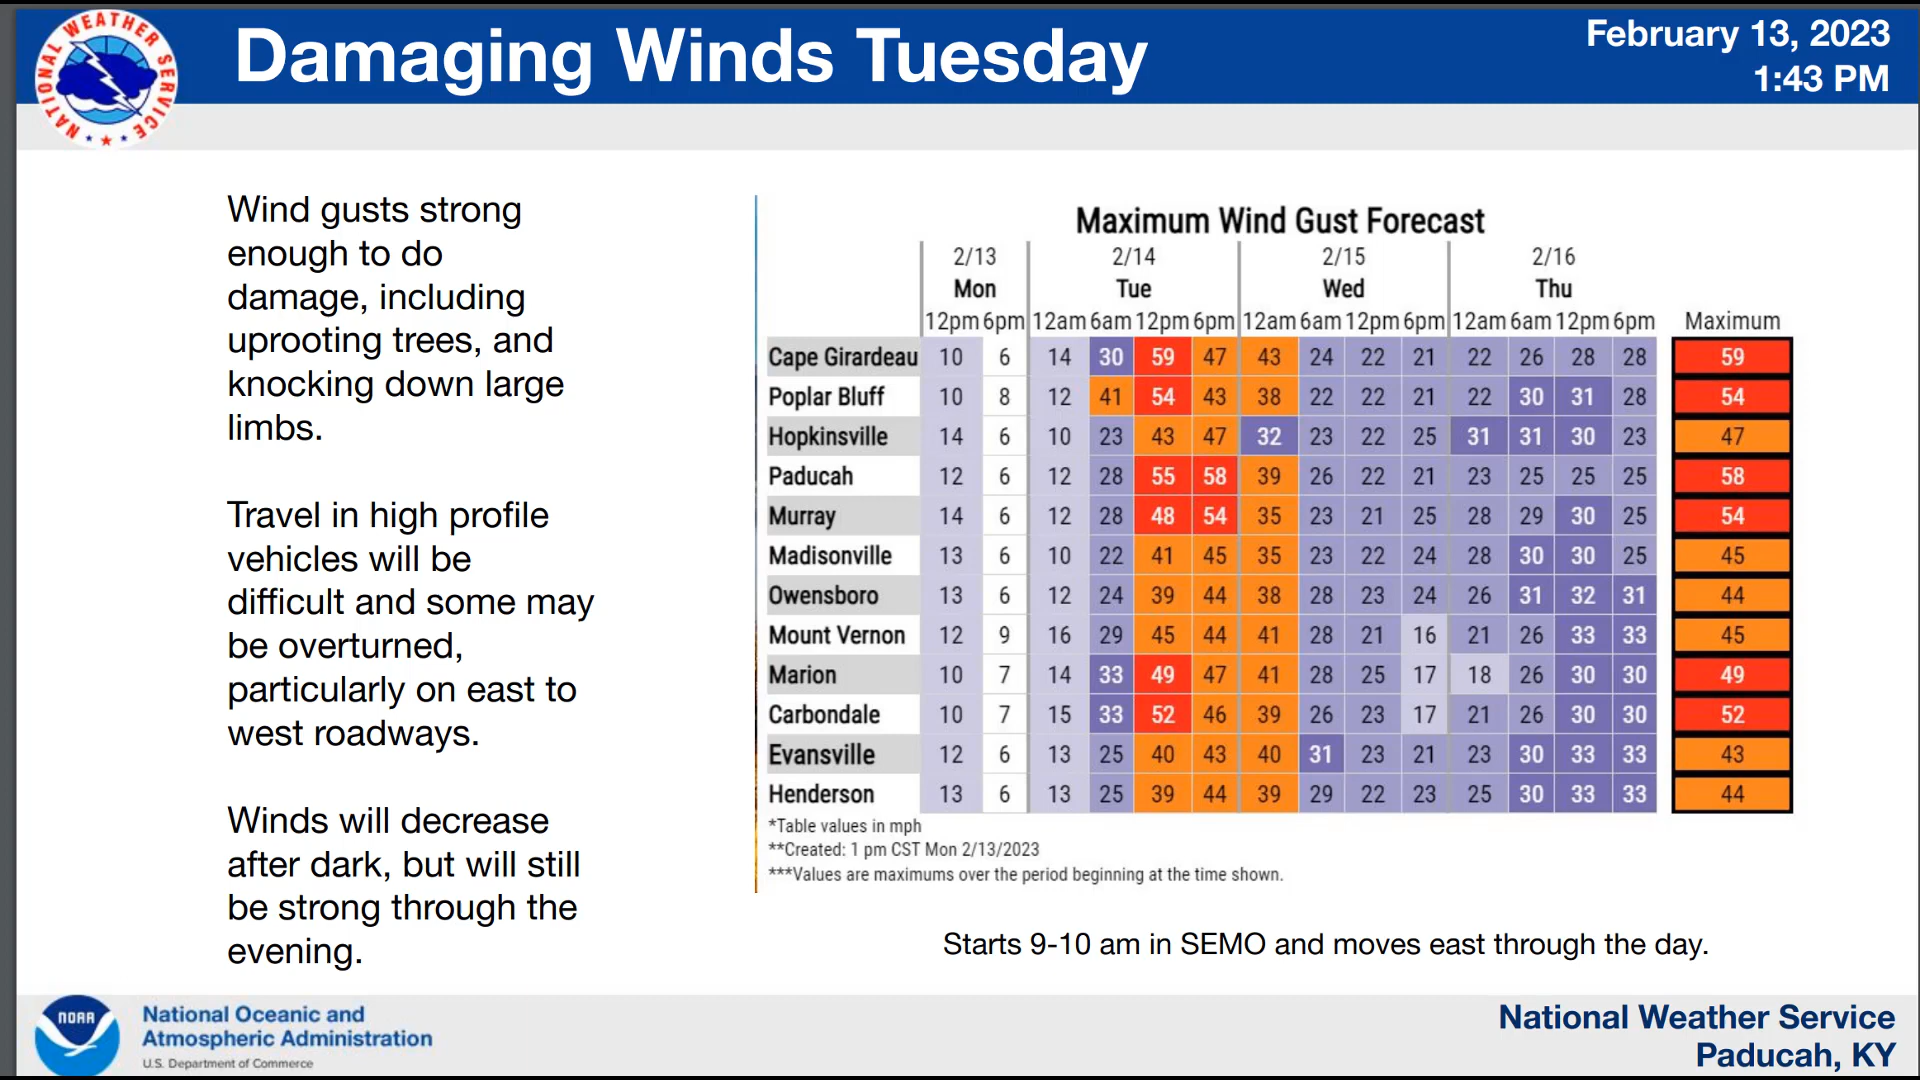 NATIONAL WEATHER SERVICE
Damaging Winds Tuesday
February 13, 2023
1:43 PM
Wind gusts strong
enough to do
damage, including
uprooting trees, and
knocking down large
limbs.
Travel in high profile
vehicles will be
difficult and some may
be overturned,
particularly on east to
west roadways.
Winds will decrease
after dark, but will still
be strong through the
evening.
Maximum Wind Gust Forecast
2/13 2/14 2/15 2/16
Mon Tue Wed Thu
12pm 6pm 12am 6am 12pm 6pm 12am 6am 12pm 6pm 12am 6am 12pm 6pm Maximum
Cape Girardeau 10 6 14 30 59 47 43 24 22 21 22 26 28 28 59
Poplar Bluff 10 8 12 41 54 43 38 22 22 21 22 30 31 28 54
Hopkinsville 14 6 10 23 43 47 32 23 22 25 31 31 30 23 47
Paducah 12 6 12 28 55 58 39 26 22 21 23 25 25 25 58
Murray 14 6 12 28 48 54 35 23 21 25 28 29 30 25 54
Madisonville 13 6 10 22 41 45 35 23 22 24 28 30 30 25 45
Owensboro 13 6 12 24 39 44 38 28 23 24 26 31 32 31 44
Mount Vernon 12 9 16 29 45 44 41 28 21 16 21 26 33 33 45
Marion 10 7 14 33 49 47 41 28 25 17 18 26 30 30 49
Carbondale 10 7 15 33 52 46 39 26 23 17 21 26 30 30 52
Evansville 12 6 13 25 40 43 40 31 23 21 23 30 33 33 43
Henderson 13 6 13 25 39 44 39 29 22 23 25 30 33 33 44
*Table values in mph
**Created: 1 pm CST Mon 2/13/2023
***Values are maximums over the period beginning at the time shown.
Starts 9-10 am in SEMO and moves east through the day.
NOAA
National Oceanic and
Atmospheric Administration
U.S. Department of Commerce
National Weather Service
Paducah, KY